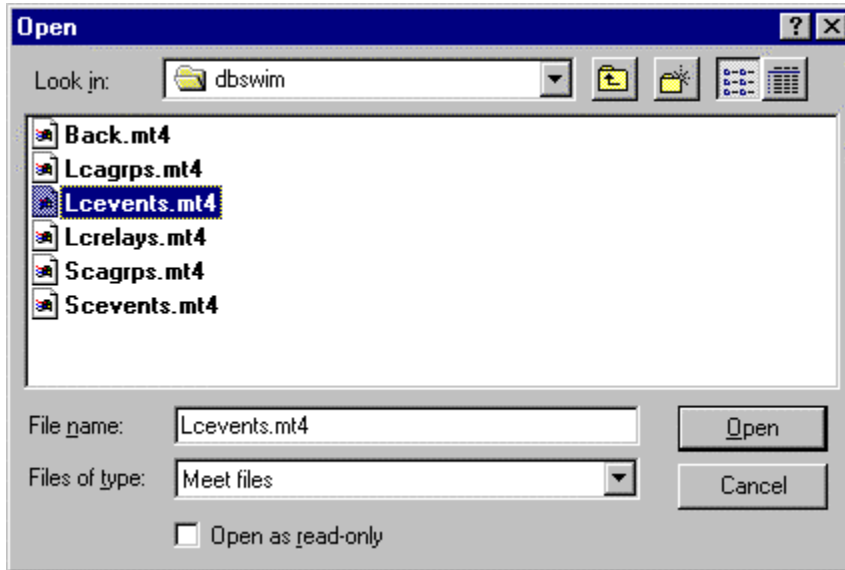 Open
Look in: dbswim
Back.mt4
Lcagrps.mt4
Lcevents.mt4
Lcrelays.mt4
Scagrps.mt4
Scevents.mt4
File name: Lcevents.mt4 Open
Files of type: Meet files Cancel
Open as read-only